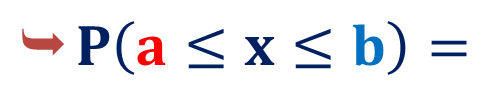 P(a ≤ x ≤ b) =